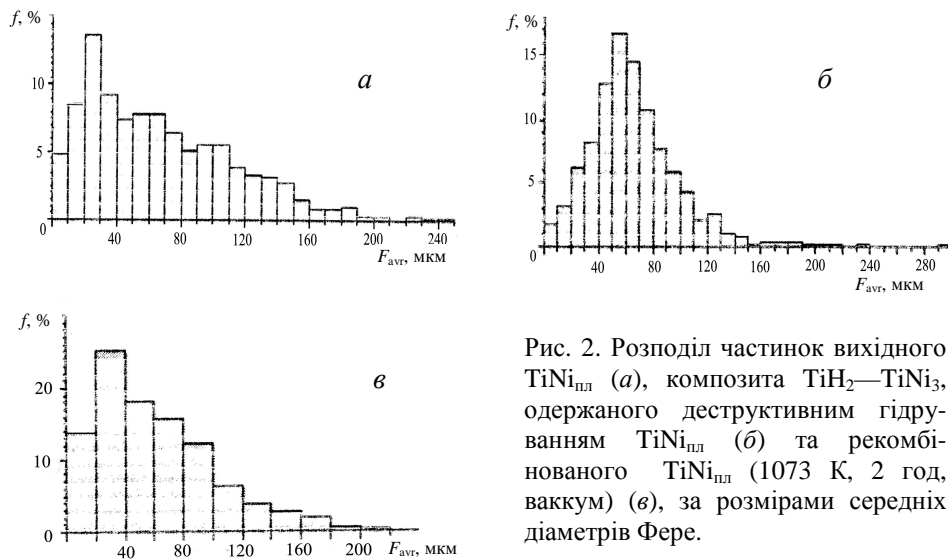 f, %
а
10
5
0
40
80
120
160
200
240
F_avr, мкм
f, %
б
15
10
5
0
40
80
120
160
200
240
280
F_avr, мкм
f, %
в
20
10
0
40
80
120
160
200
F_avr, мкм
Рис. 2. Розподіл частинок вихідного
TiNiпл (а), композита TiH₂—TiNi₃,
одержаного деструктивним гідру-
ванням TiNiпл (б) та рекомбі-
нованого TiNiпл (1073 К, 2 год,
ваккум) (в), за розмірами середніх
діаметрів Фере.